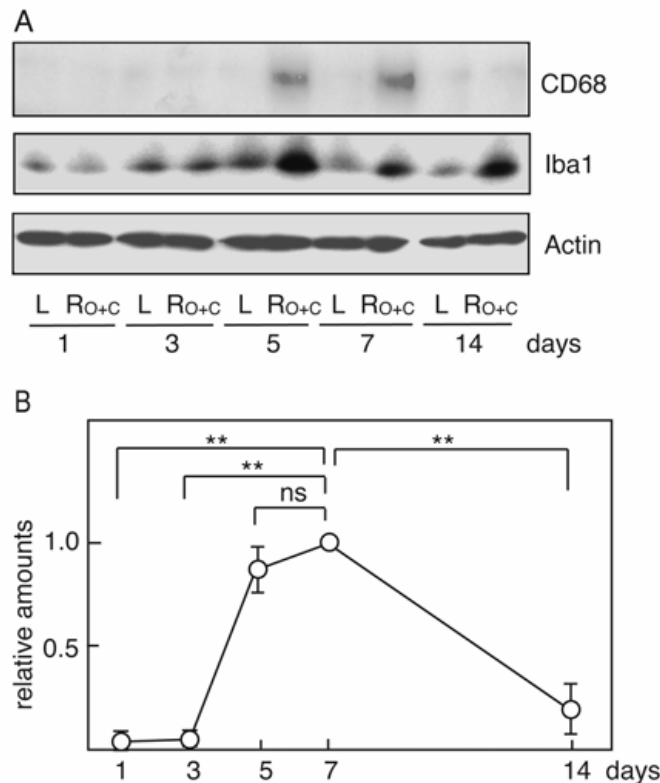 A
CD68
Iba1
Actin
L RO+C L RO+C L RO+C L RO+C L RO+C
1 3 5 7 14 days
B
** **
**
ns
1.0
0.5
relative amounts
1 3 5 7 14
days